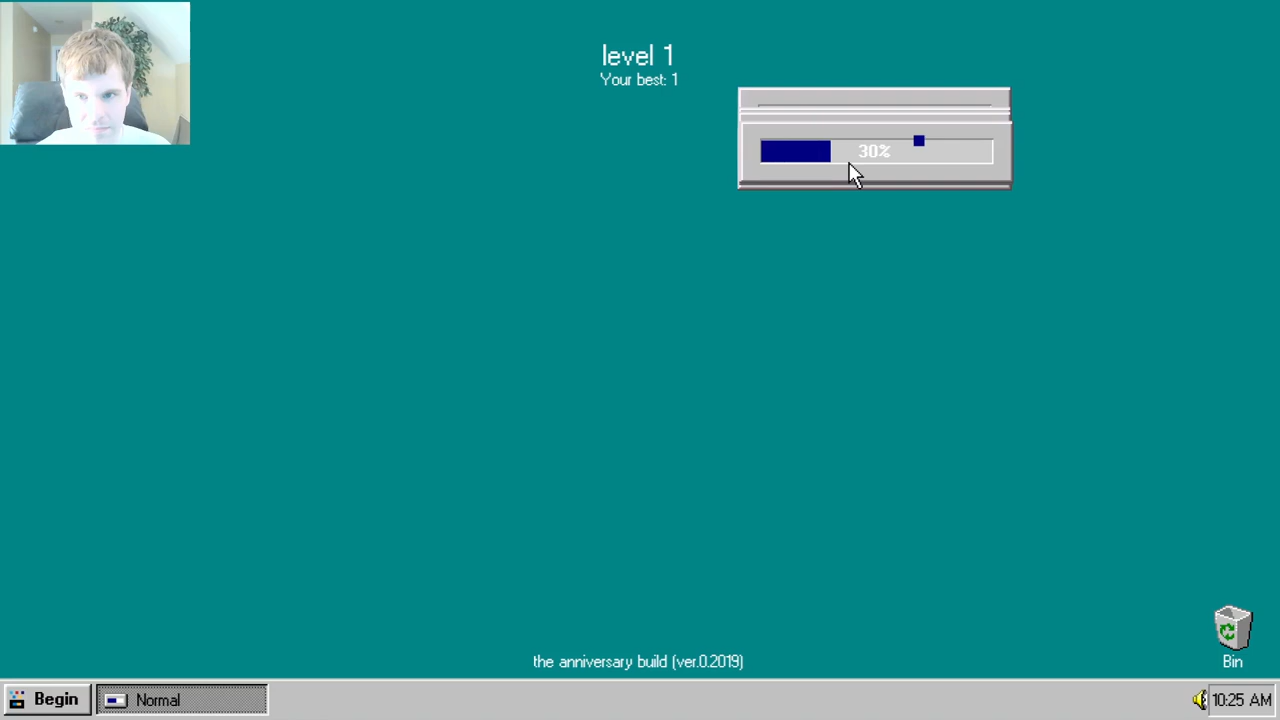 level 1
Your best: 1
30%
the anniversary build (ver.0.2019)
Bin
Begin
Normal
10:25 AM